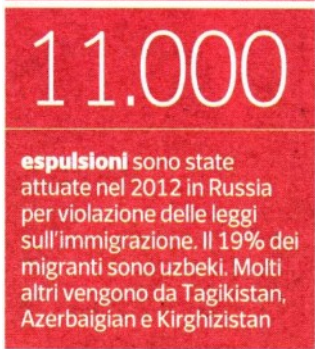 11.000
espulsioni sono state
attuate nel 2012 in Russia
per violazione delle leggi
sull'immigrazione. Il 19% dei
migranti sono uzbeki. Molti
altri vengono da Tagikistan,
Azerbaigian e Kirghizistan